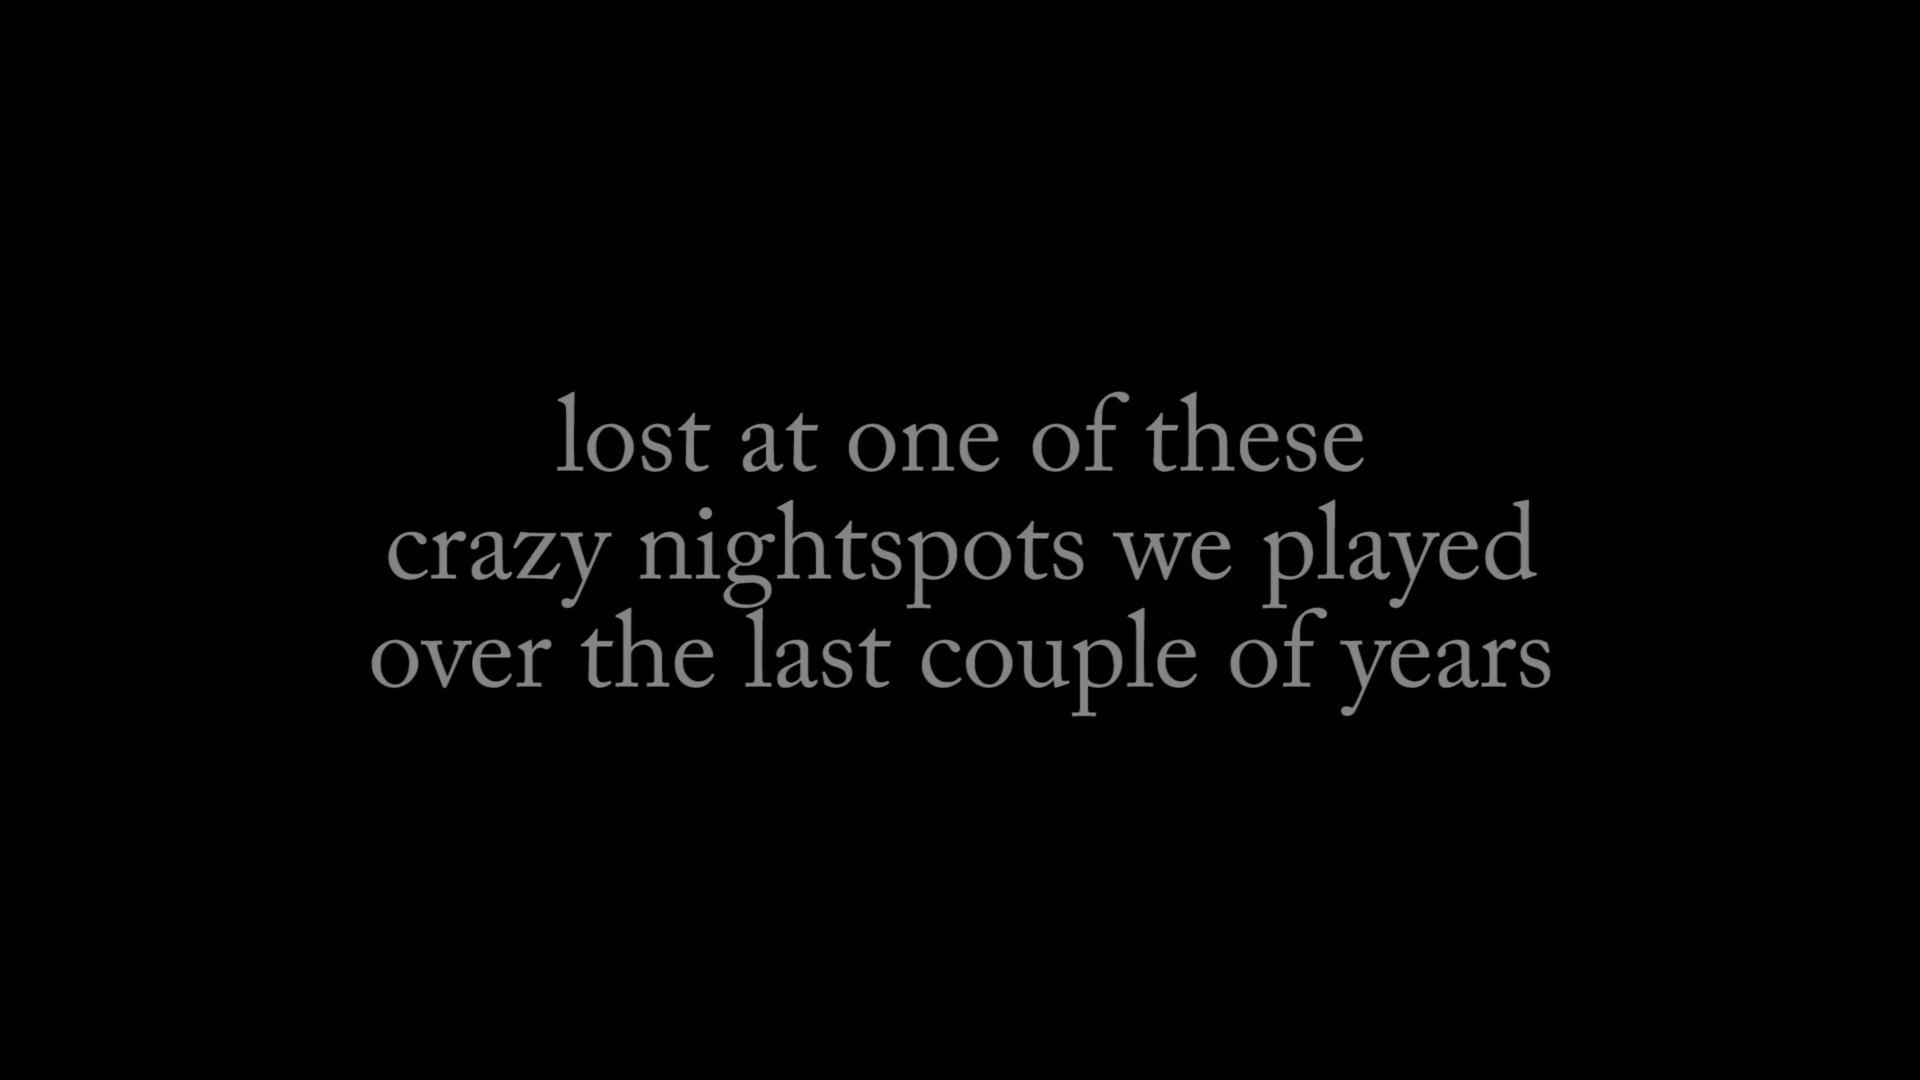 lost at one of these
crazy nightspots we played
over the last couple of years